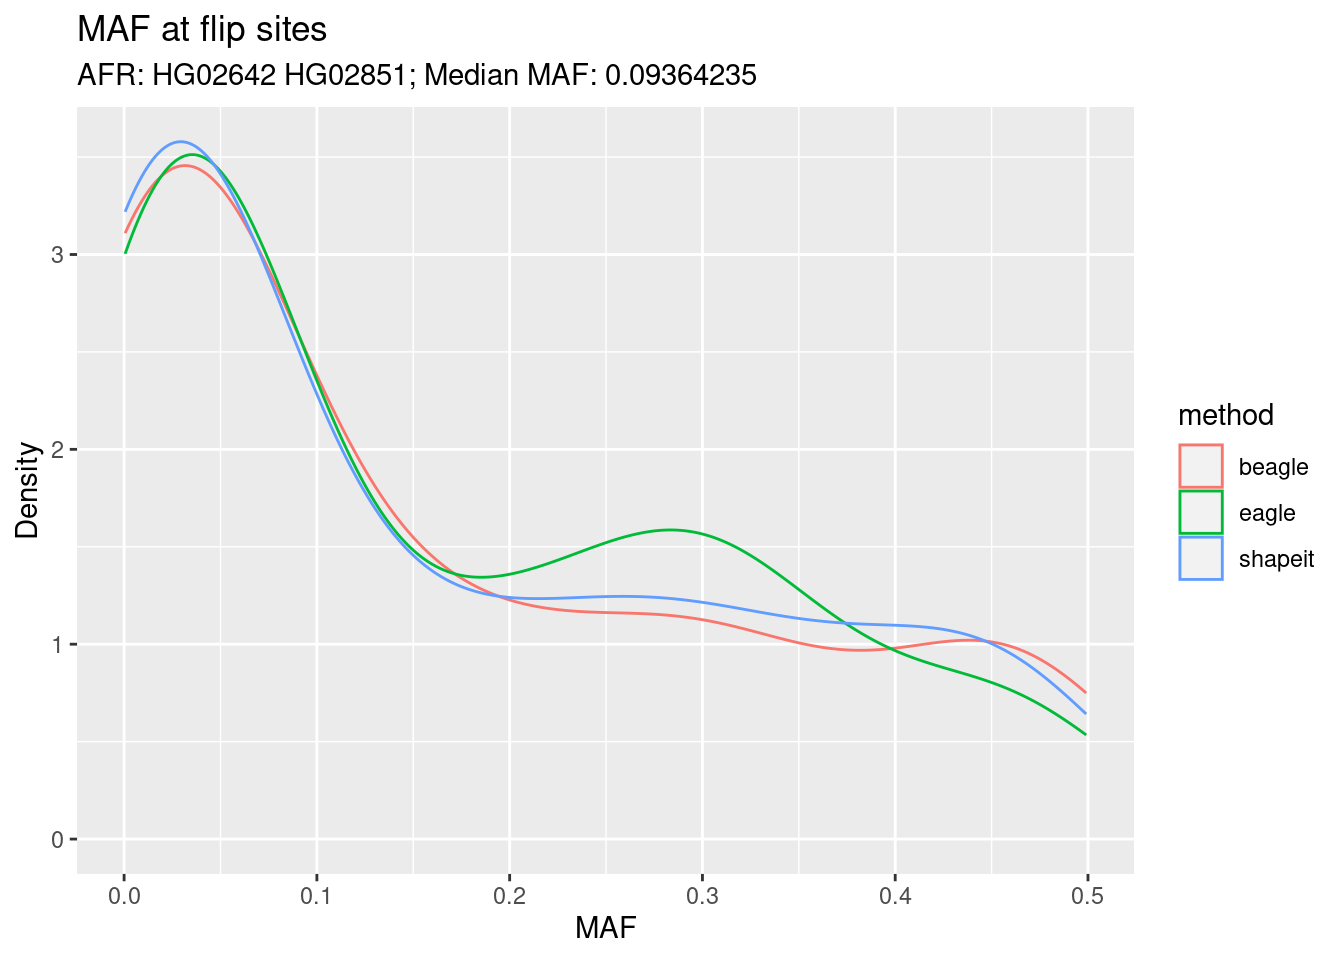 MAF at flip sites
AFR: HG02642 HG02851; Median MAF: 0.09364235
Density
3
2
1
0
0.0 0.1 0.2 0.3 0.4 0.5
MAF
method
beagle
eagle
shapeit